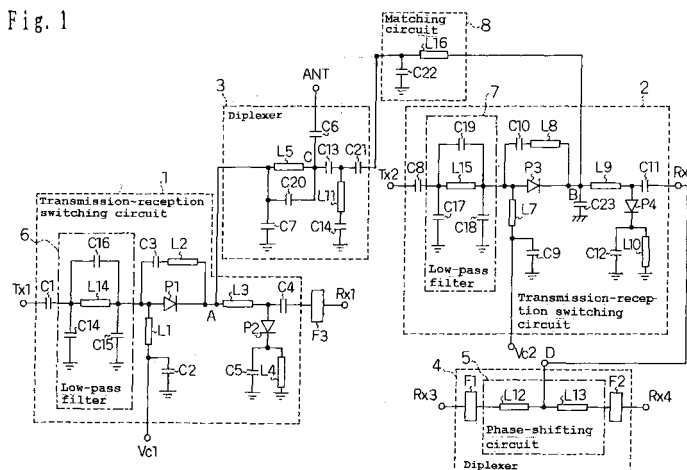 Fig. 1
Matching
circuit
8
L16
C22
ANT
3
Diplexer
C6
L5
C
C13
C21
C20
L11
C7
C14
7
2
C19
C10
L8
Tx2
C8
L15
P3
L9
C11
Rx
B
C23
P4
L7
C17
C18
C12
L10
C9
Low-pass
filter
Transmission-recep
tion switching
circuit
Vc2
1
Transmission-reception
switching circuit
6
C16
C3
L2
Tx1
C1
L14
P1
A
L3
C4
Rx1
F3
P2
L1
C14
C15
C2
C5
L4
Low-pass
filter
Vc1
D
4
5
F1
F2
Rx3
L12
L13
Rx4
Phase-shifting
circuit
Diplexer